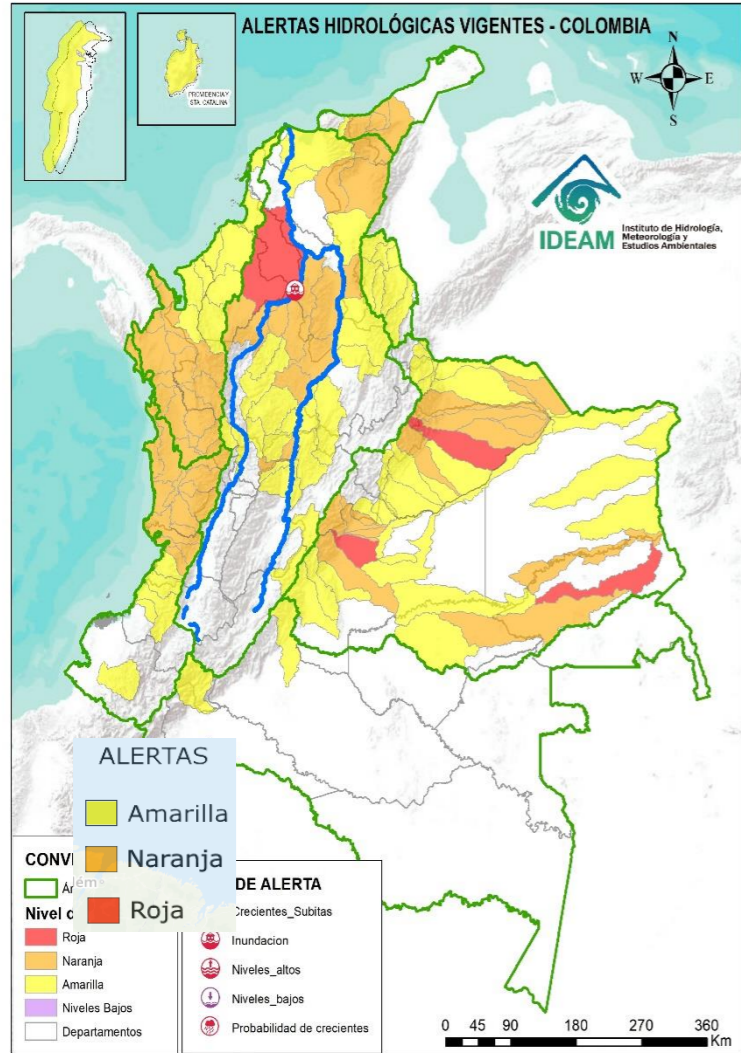 ALERTAS HIDROLÓGICAS VIGENTES - COLOMBIA
PROVIDENCIA Y
STA. CATALINA
N
W
E
S
IDEAM
Instituto de Hidrología,
Meteorología y
Estudios Ambientales
ALERTAS
Amarilla
Naranja
Roja
Nivel d
Roja
Naranja
Amarilla
Niveles Bajos
Departamentos
DE ALERTA
Crecientes_Subitas
Inundacion
Niveles_altos
Niveles_bajos
Probabilidad de crecientes
0 45 90 180 270 360
Km